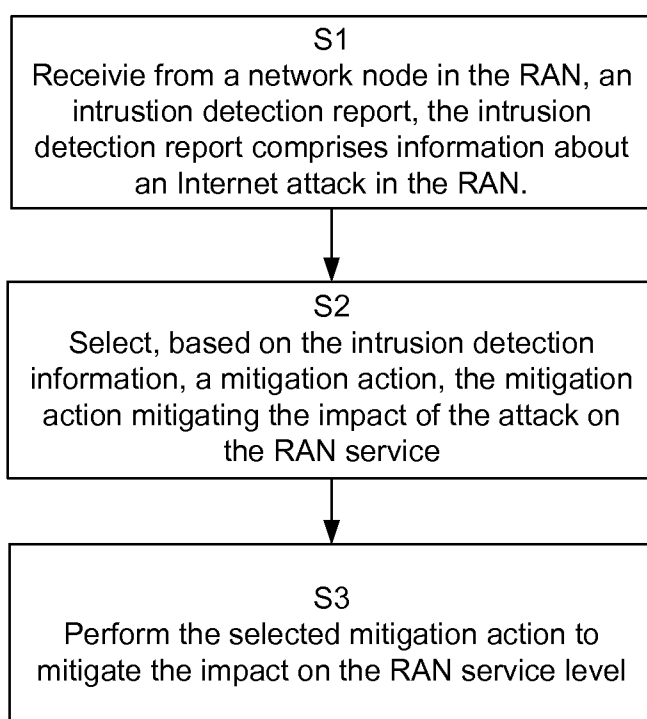 S1
Receivie from a network node in the RAN, an
intrustion detection report, the intrusion
detection report comprises information about
an Internet attack in the RAN.
S2
Select, based on the intrusion detection
information, a mitigation action, the mitigation
action mitigating the impact of the attack on
the RAN service
S3
Perform the selected mitigation action to
mitigate the impact on the RAN service level